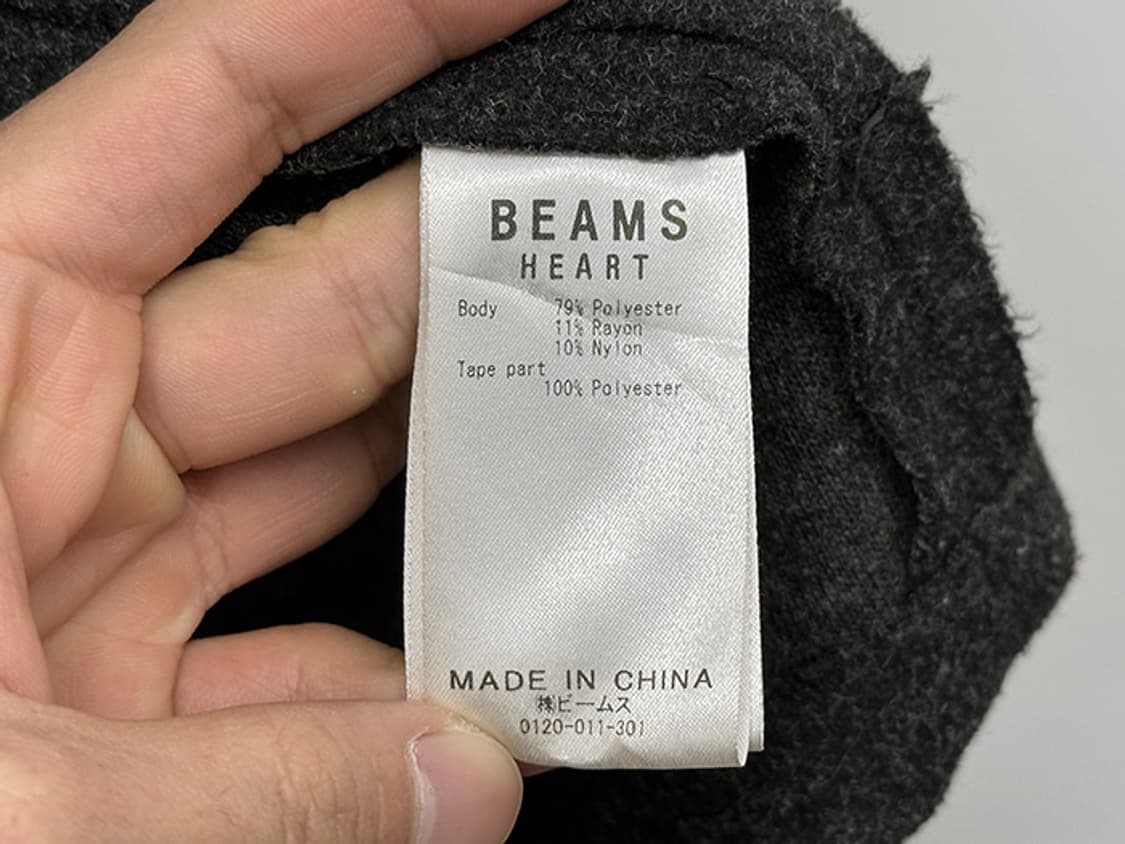 BEAMS
HEART
Body 79% Polyester
11% Rayon
10% Nylon
Tape part
100% Polyester
MADE IN CHINA
㈱ビームス
0120-011-301